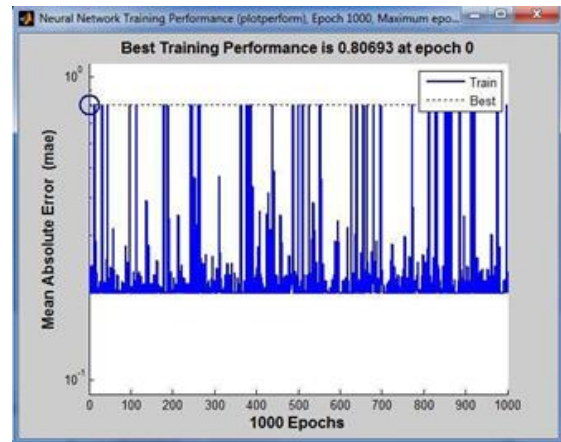 Neural Network Training Performance (plotperform), Epoch 1000, Maximum epo...
Best Training Performance is 0.80693 at epoch 0
10^0
Train
Best
Mean Absolute Error (mae)
10^-1
0 100 200 300 400 500 600 700 800 900 1000
1000 Epochs